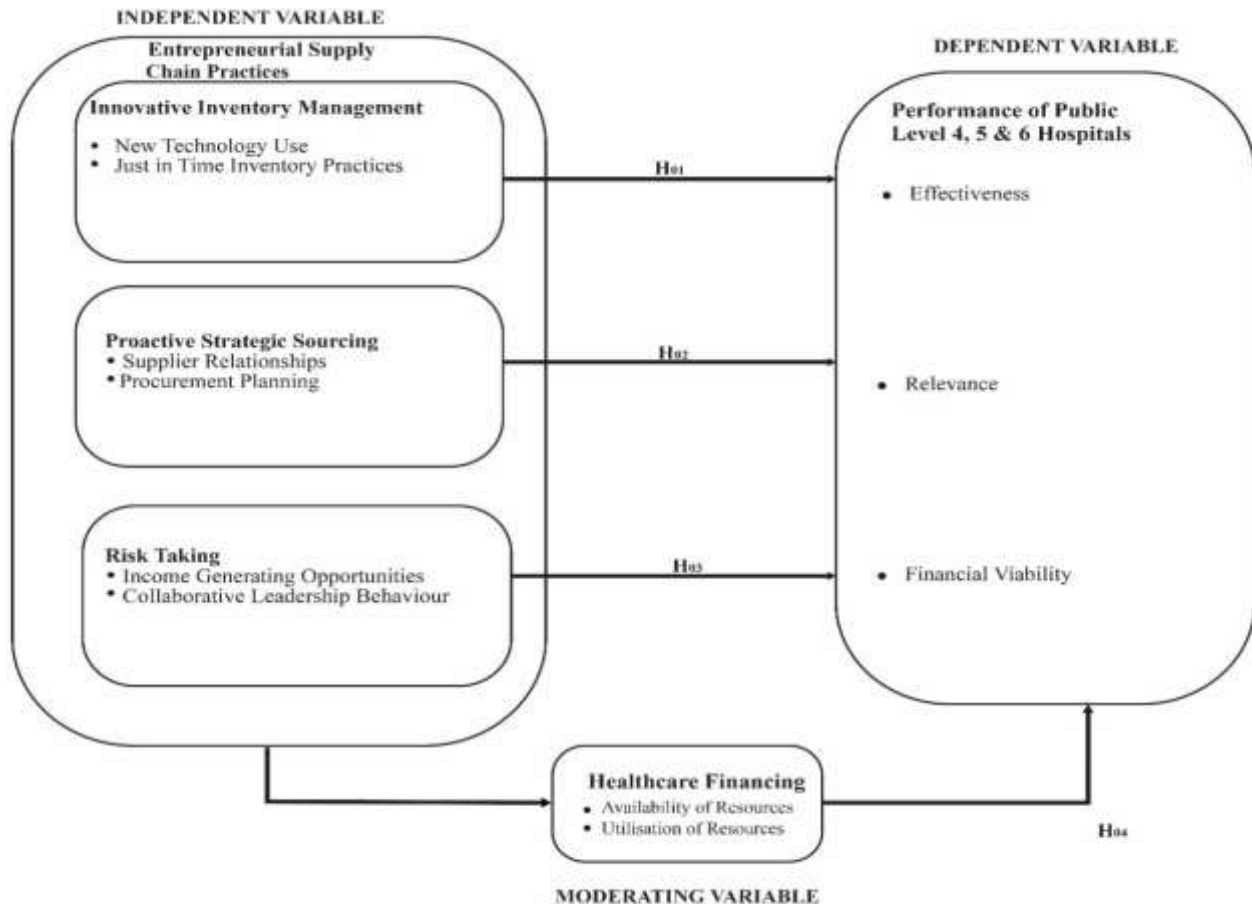 INDEPENDENT VARIABLE
Entrepreneurial Supply
Chain Practices
Innovative Inventory Management
• New Technology Use
• Just in Time Inventory Practices
Proactive Strategic Sourcing
• Supplier Relationships
• Procurement Planning
Risk Taking
• Income Generating Opportunities
• Collaborative Leadership Behaviour
H01
H02
H03
DEPENDENT VARIABLE
Performance of Public
Level 4, 5 & 6 Hospitals
• Effectiveness
• Relevance
• Financial Viability
Healthcare Financing
• Availability of Resources
• Utilisation of Resources
H04
MODERATING VARIABLE